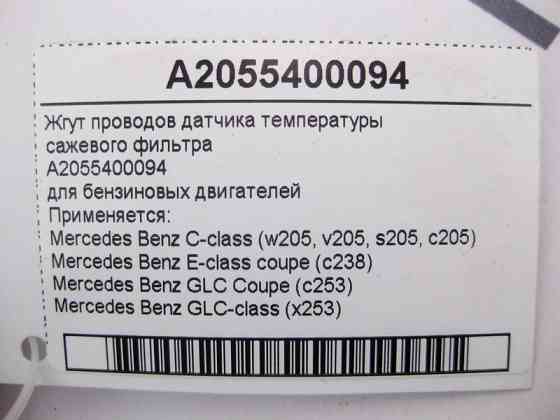 A2055400094
Жгут проводов датчика температуры
сажевого фильтра
A2055400094
для бензиновых двигателей
Применяется:
Mercedes Benz C-class (w205, v205, s205, c205)
Mercedes Benz E-class coupe (c238)
Mercedes Benz GLC Coupe (c253)
Mercedes Benz GLC-class (x253)